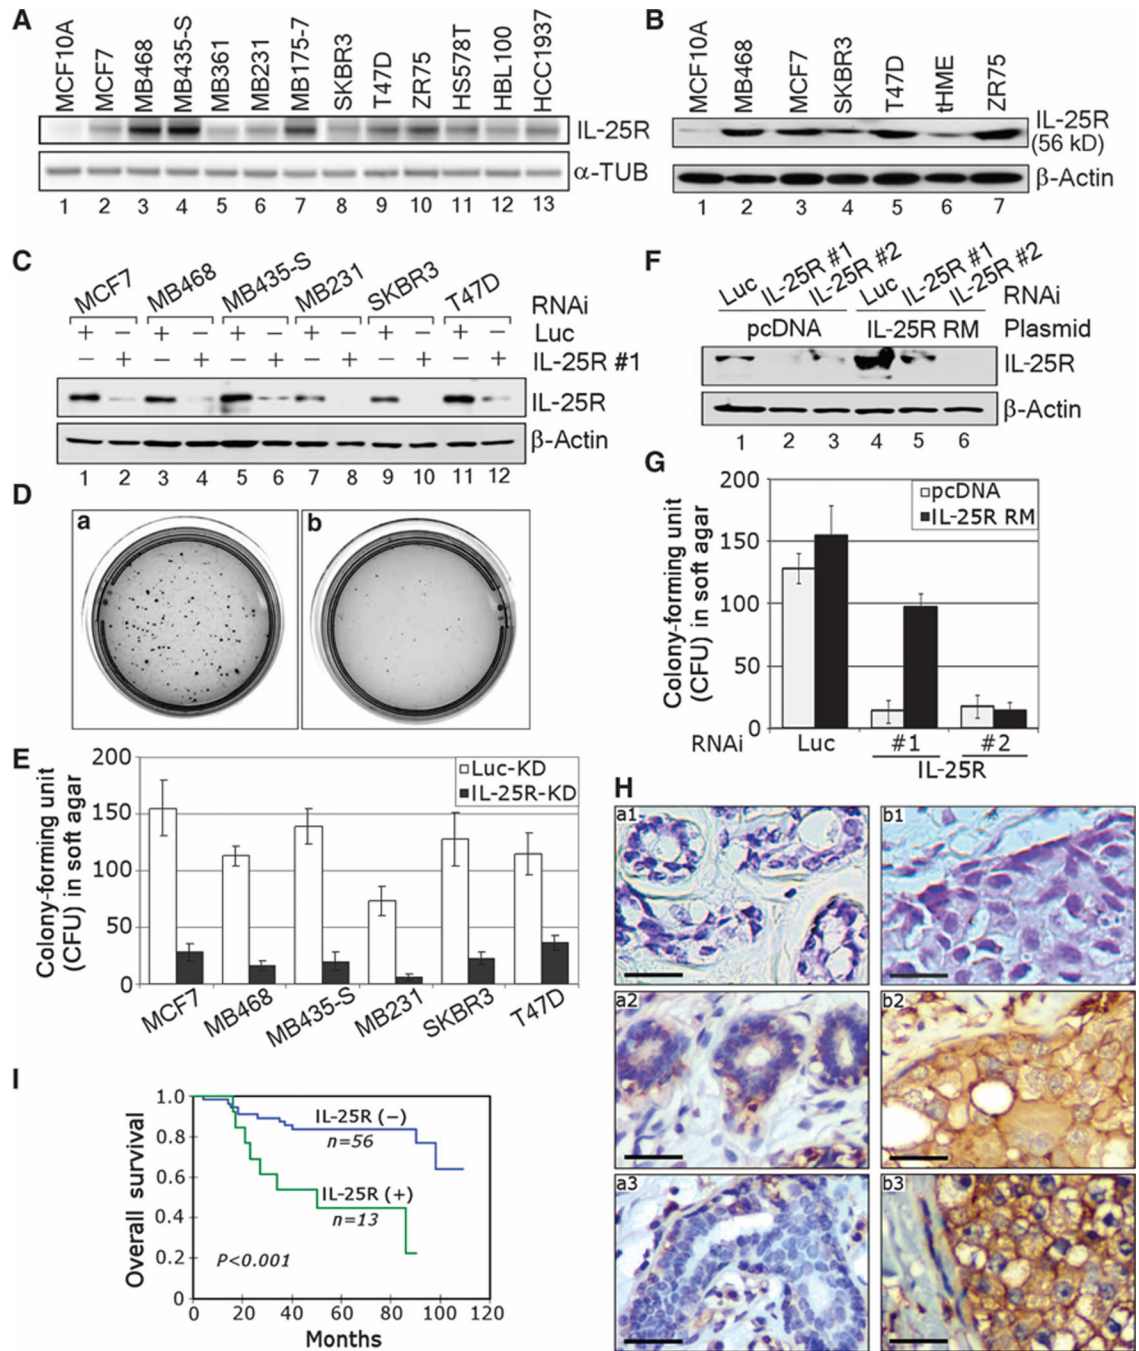 A
MCF10A MCF7 MB468 MB435-S MB361 MB231 MB175-7 SKBR3 T47D ZR75 HS578T HBL100 HCC1937
IL-25R
α-TUB
1 2 3 4 5 6 7 8 9 10 11 12 13
B
MCF10A MB468 MCF7 SKBR3 T47D tHME ZR75
IL-25R
(56 kD)
β-Actin
1 2 3 4 5 6 7
C
MCF7 MB468 MB435-S MB231 SKBR3 T47D
RNAi
+ − + − + − + − + − + − Luc
− + − + − + − + − + − + IL-25R #1
IL-25R
β-Actin
1 2 3 4 5 6 7 8 9 10 11 12
F
Luc IL-25R #1 IL-25R #2 Luc IL-25R #1 IL-25R #2
RNAi
pcDNA IL-25R RM Plasmid
IL-25R
β-Actin
1 2 3 4 5 6
D
a b
G
Colony-forming unit
(CFU) in soft agar
200
150
100
50
0
pcDNA
IL-25R RM
RNAi Luc #1 #2
IL-25R
E
Colony-forming unit
(CFU) in soft agar
200
150
100
50
0
Luc-KD
IL-25R-KD
MCF7 MB468 MB435-S MB231 SKBR3 T47D
H
a1 b1
a2 b2
a3 b3
I
Overall survival
1.0
0.8
0.6
0.4
0.2
0
IL-25R (−)
n=56
IL-25R (+)
n=13
P<0.001
0 20 40 60 80 100 120
Months